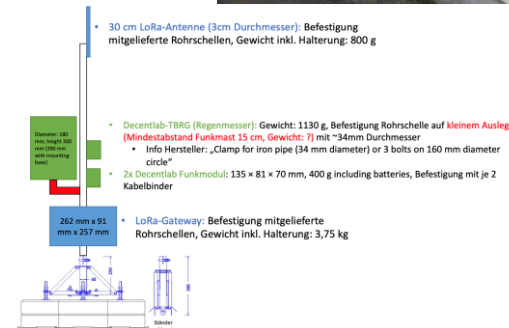 30 cm LoRa-Antenne (3cm Durchmesser): Befestigung
mitgelieferte Rohrschellen, Gewicht inkl. Halterung: 800 g
Decentlab-TBRG (Regenmesser): Gewicht: 1130 g, Befestigung Rohrschelle auf kleinem Ausleg
(Mindestabstand Funkmast 15 cm, Gewicht: ?) mit ~34mm Durchmesser
Info Hersteller: „Clamp for iron pipe (34 mm diameter) or 3 bolts on 160 mm diameter
circle“
2x Decentlab Funkmodul: 135 × 81 × 70 mm, 400 g including batteries, Befestigung mit je 2
Kabelbinder
Diameter: 180
mm, height 300
mm (390 mm
with mounting
base)
262 mm x 91
mm x 257 mm
LoRa-Gateway: Befestigung mitgelieferte
Rohrschellen, Gewicht inkl. Halterung: 3,75 kg
Ständer